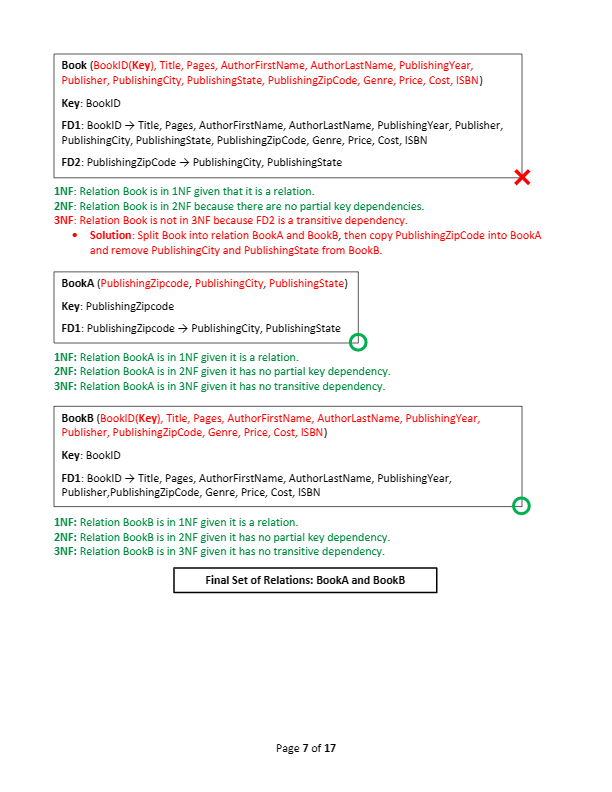 Book (BookID(Key), Title, Pages, AuthorFirstName, AuthorLastName, PublishingYear,
Publisher, PublishingCity, PublishingState, PublishingZipCode, Genre, Price, Cost, ISBN)
Key: BookID
FD1: BookID → Title, Pages, AuthorFirstName, AuthorLastName, PublishingYear, Publisher,
PublishingCity, PublishingState, PublishingZipCode, Genre, Price, Cost, ISBN
FD2: PublishingZipCode → PublishingCity, PublishingState
1NF: Relation Book is in 1NF given that it is a relation.
2NF: Relation Book is in 2NF because there are no partial key dependencies.
3NF: Relation Book is not in 3NF because FD2 is a transitive dependency.
• Solution: Split Book into relation BookA and BookB, then copy PublishingZipCode into BookA
and remove PublishingCity and PublishingState from BookB.
BookA (PublishingZipcode, PublishingCity, PublishingState)
Key: PublishingZipcode
FD1: PublishingZipcode → PublishingCity, PublishingState
1NF: Relation BookA is in 1NF given it is a relation.
2NF: Relation BookA is in 2NF given it has no partial key dependency.
3NF: Relation BookA is in 3NF given it has no transitive dependency.
BookB (BookID(Key), Title, Pages, AuthorFirstName, AuthorLastName, PublishingYear,
Publisher, PublishingZipCode, Genre, Price, Cost, ISBN)
Key: BookID
FD1: BookID → Title, Pages, AuthorFirstName, AuthorLastName, PublishingYear,
Publisher,PublishingZipCode, Genre, Price, Cost, ISBN
1NF: Relation BookB is in 1NF given it is a relation.
2NF: Relation BookB is in 2NF given it has no partial key dependency.
3NF: Relation BookB is in 3NF given it has no transitive dependency.
Final Set of Relations: BookA and BookB
Page 7 of 17